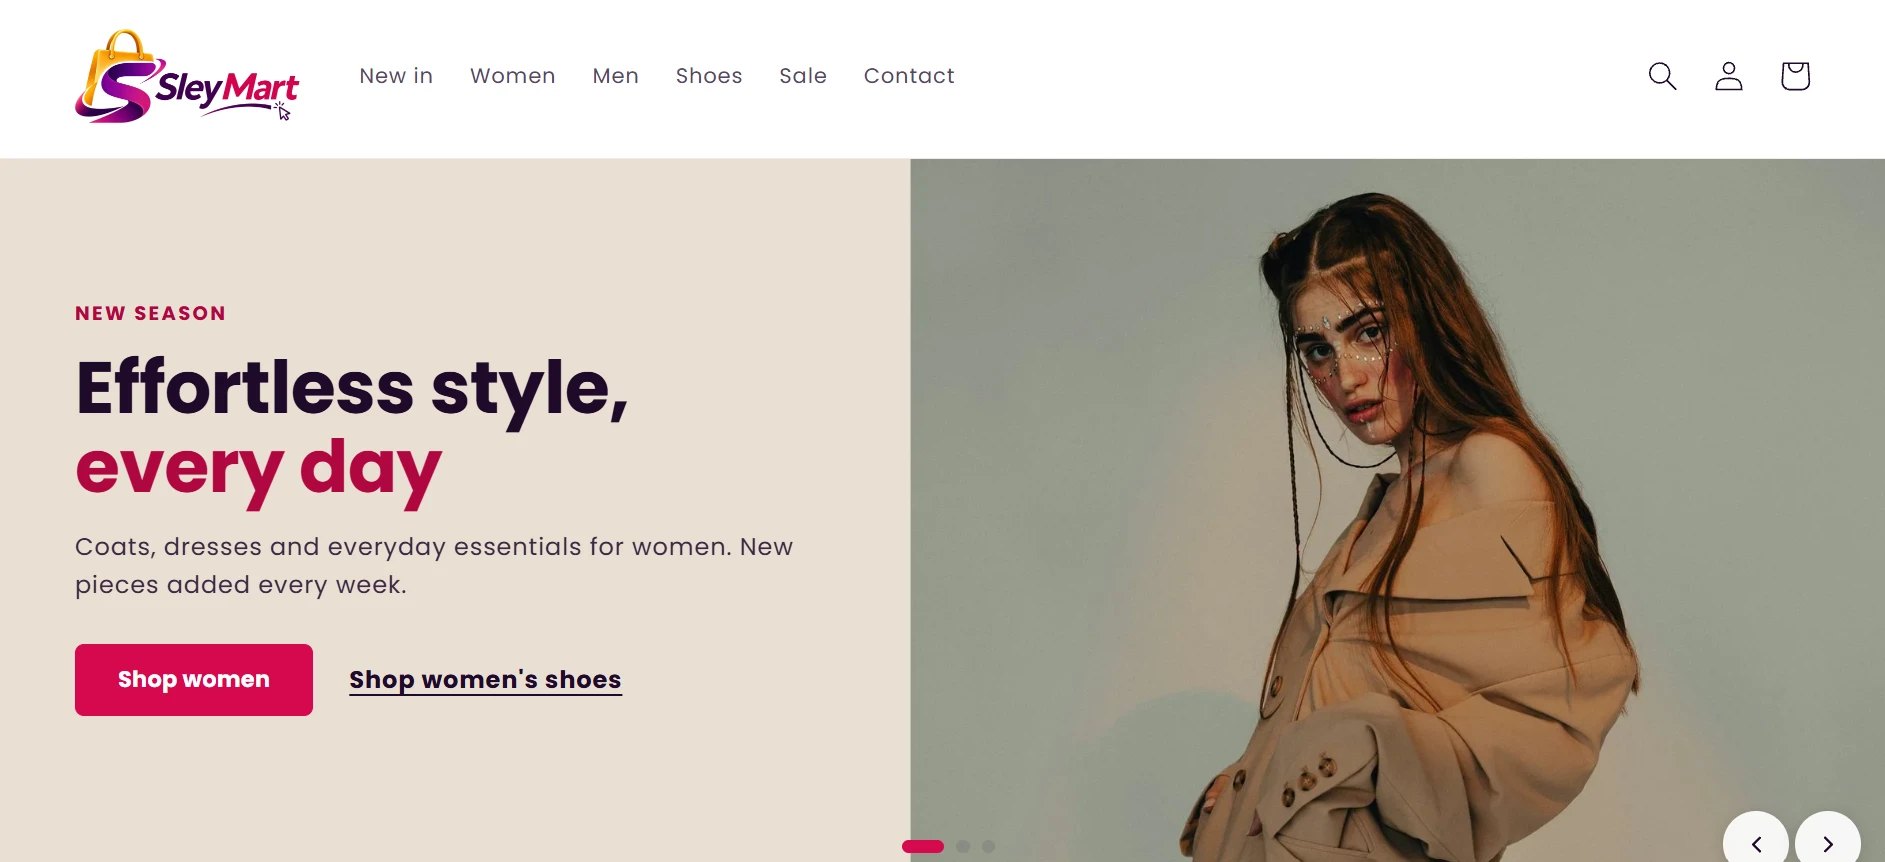 SleyMart
New in
Women
Men
Shoes
Sale
Contact
NEW SEASON
Effortless style,
every day
Coats, dresses and everyday essentials for women. New
pieces added every week.
Shop women
Shop women's shoes